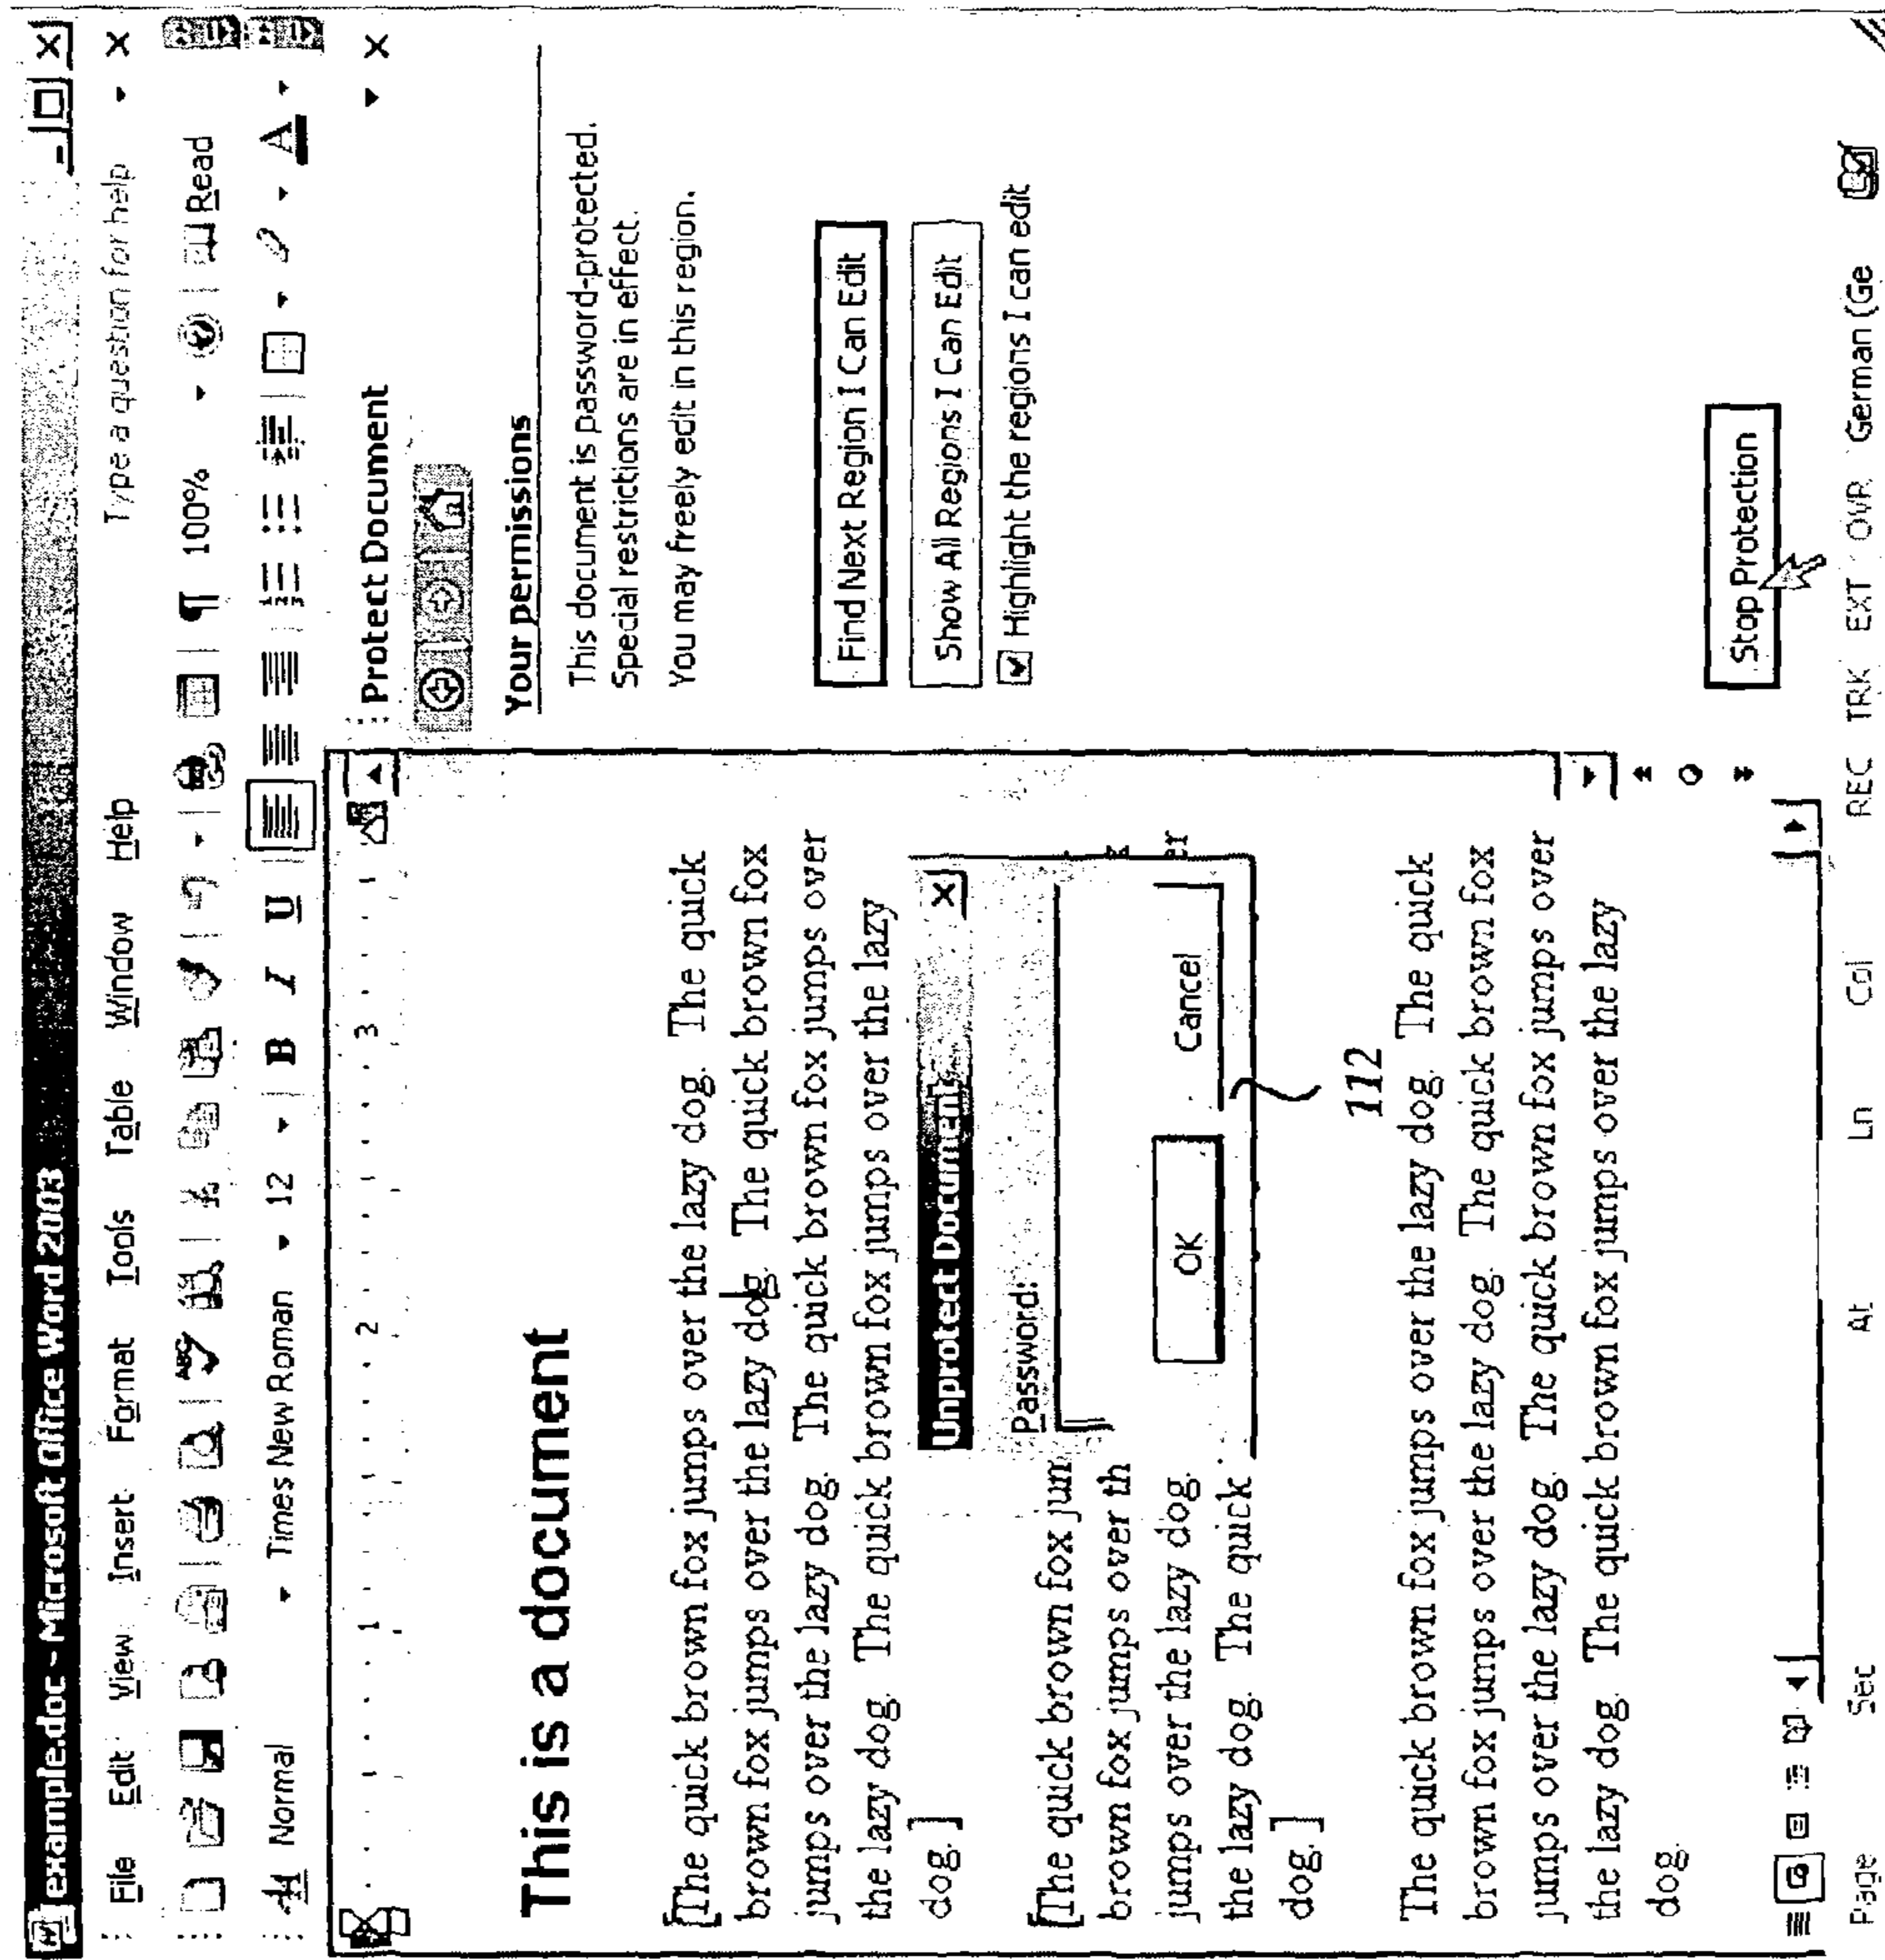 example.doc - Microsoft Office Word 2003
File Edit View Insert Format Tools Table Window Help Type a question for help
ABC 100% Read
Normal Times New Roman 12 B I U A
1 2 3
Protect Document
Your permissions
This document is password-protected.
Special restrictions are in effect.
You may freely edit in this region.
Find Next Region I Can Edit
Show All Regions I Can Edit
Highlight the regions I can edit
Stop Protection
This is a document
[The quick brown fox jumps over the lazy dog. The quick
brown fox jumps over the lazy dog. The quick brown fox
jumps over the lazy dog. The quick brown fox jumps over
the lazy dog. The quick brown fox jumps over the lazy
dog.]
[The quick brown fox jum
brown fox jumps over th
jumps over the lazy dog. er
the lazy dog. The quick
dog.]
Unprotect Document
Password:
OK Cancel
112
The quick brown fox jumps over the lazy dog. The quick
brown fox jumps over the lazy dog. The quick brown fox
jumps over the lazy dog. The quick brown fox jumps over
the lazy dog. The quick brown fox jumps over the lazy
dog.
Page Sec At Ln Col REC TRK EXT OVR German (Ge